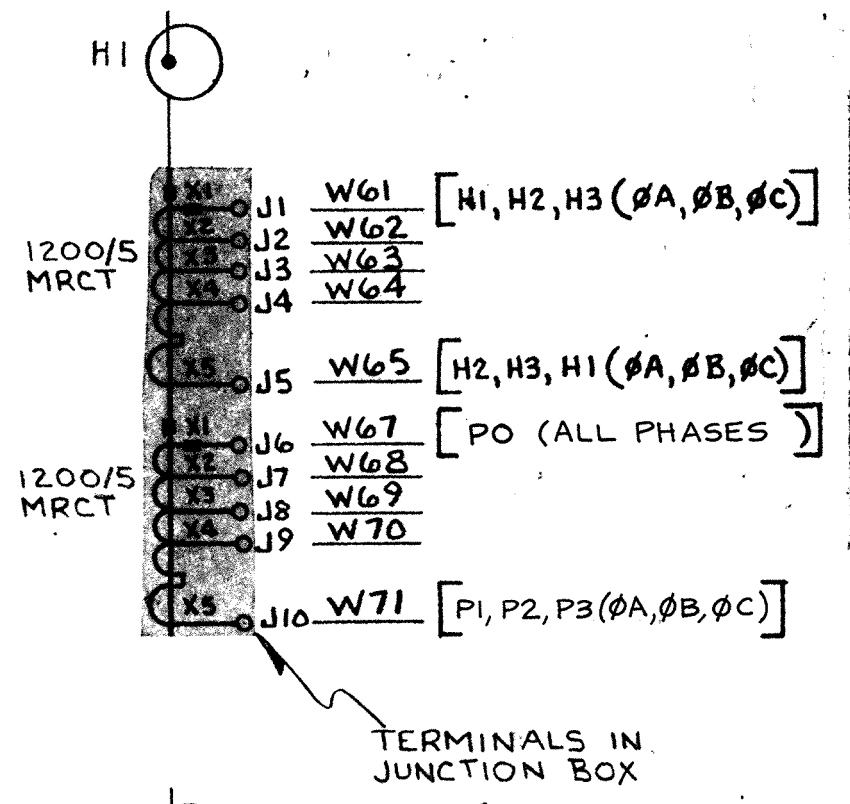 H1
X1 J1 W61 [H1, H2, H3 (ØA, ØB, ØC)]
X2 J2 W62
1200/5 MRCT
X3 J3 W63
X4 J4 W64
X5 J5 W65 [H2, H3, H1 (ØA, ØB, ØC)]
X1 J6 W67 [PO (ALL PHASES )]
X2 J7 W68
1200/5 MRCT
X3 J8 W69
X4 J9 W70
X5 J10 W71 [P1, P2, P3 (ØA, ØB, ØC)]
TERMINALS IN
JUNCTION BOX